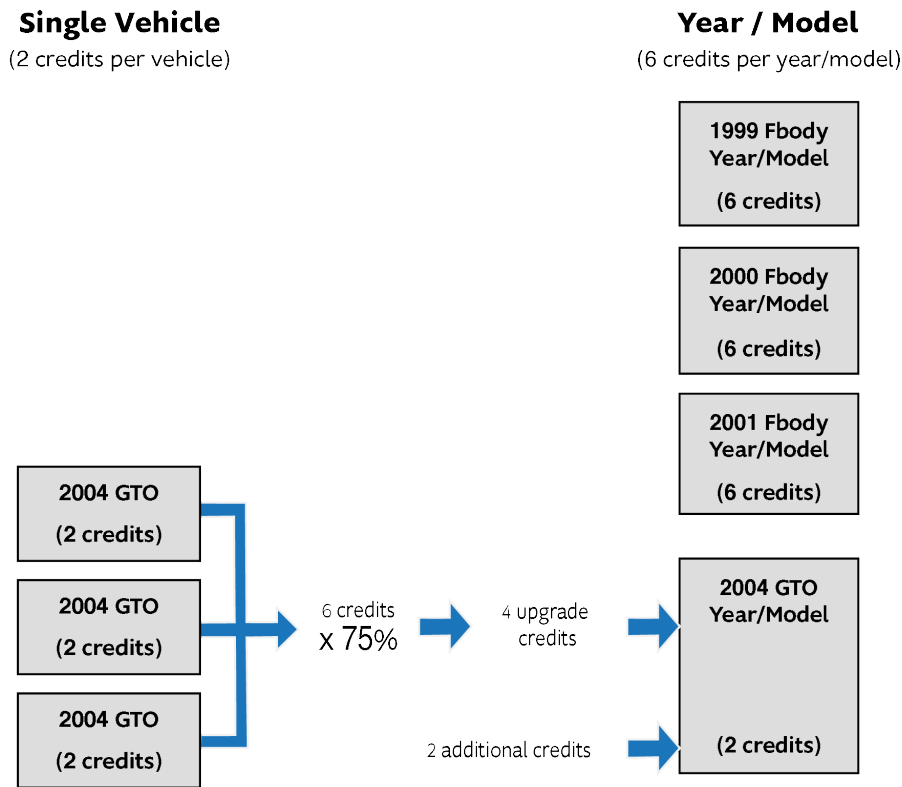 Single Vehicle
(2 credits per vehicle)
Year / Model
(6 credits per year/model)
1999 Fbody
Year/Model
(6 credits)
2000 Fbody
Year/Model
(6 credits)
2001 Fbody
Year/Model
(6 credits)
2004 GTO
(2 credits)
2004 GTO
(2 credits)
2004 GTO
(2 credits)
6 credits
x 75%
4 upgrade
credits
2 additional credits
2004 GTO
Year/Model
(2 credits)